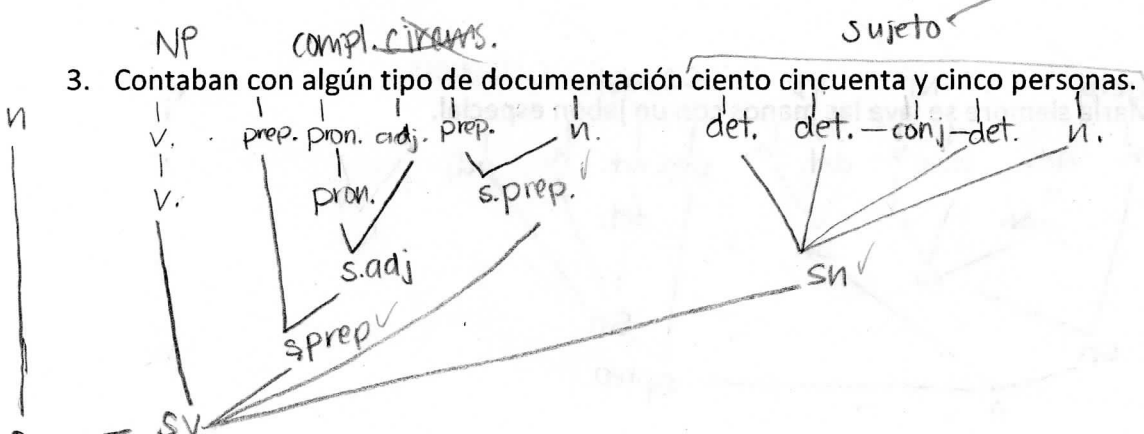 NP compl. circms. sujeto
3. Contaban con algún tipo de documentación ciento cincuenta y cinco personas.
n v. prep. pron. adj. prep. n. det. det. — conj — det. n.
v. pron. s.prep.
s.adj sn
sprep
SV